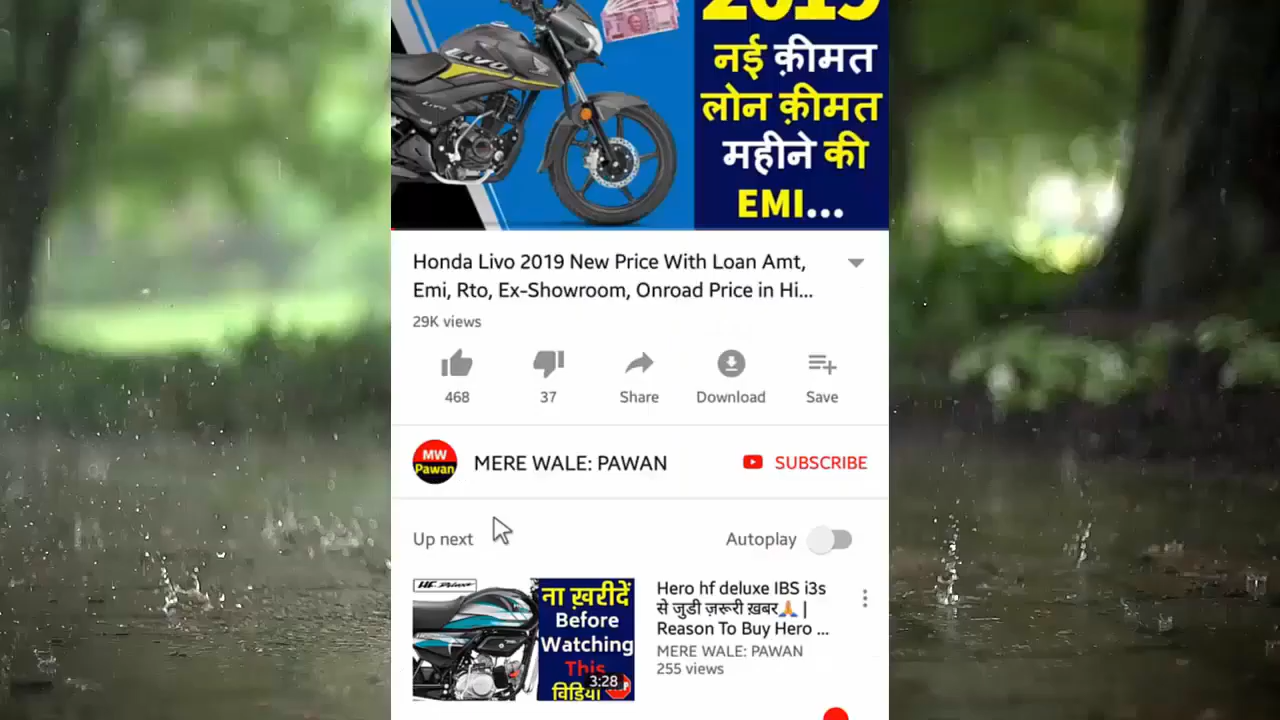 2019
LIVO
नई क़ीमत
लोन क़ीमत
महीने की
EMI...
Honda Livo 2019 New Price With Loan Amt,
Emi, Rto, Ex-Showroom, Onroad Price in Hi...
29K views
468
37
Share
Download
Save
MW
Pawan
MERE WALE: PAWAN
SUBSCRIBE
Up next
Autoplay
HF Deluxe
ना ख़रीदें
Before
Watching
This
विडिया
3:28
Hero hf deluxe IBS i3s
से जुडी ज़रूरी ख़बर🙏 |
Reason To Buy Hero ...
MERE WALE: PAWAN
255 views